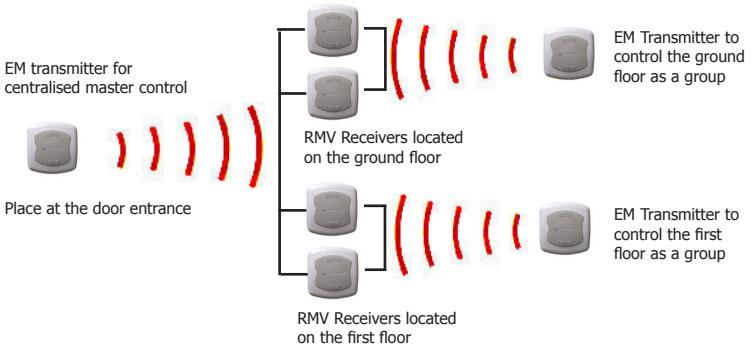 EM transmitter for
centralised master control
Place at the door entrance
RMV Receivers located
on the ground floor
EM Transmitter to
control the ground
floor as a group
RMV Receivers located
on the first floor
EM Transmitter to
control the first
floor as a group